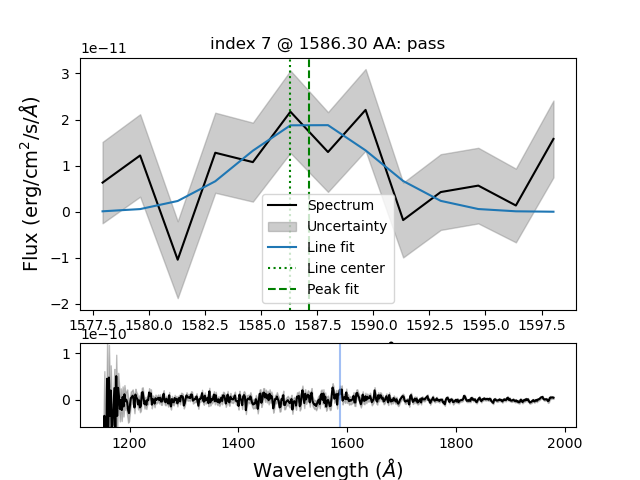 index 7 @ 1586.30 AA: pass
1e−11
3
2
1
0
−1
−2
Flux (erg/cm²/s/Å)
Spectrum
Uncertainty
Line fit
Line center
Peak fit
1577.5 1580.0 1582.5 1585.0 1587.5 1590.0 1592.5 1595.0 1597.5
1e−10
1
0
1200 1400 1600 1800 2000
Wavelength (Å)